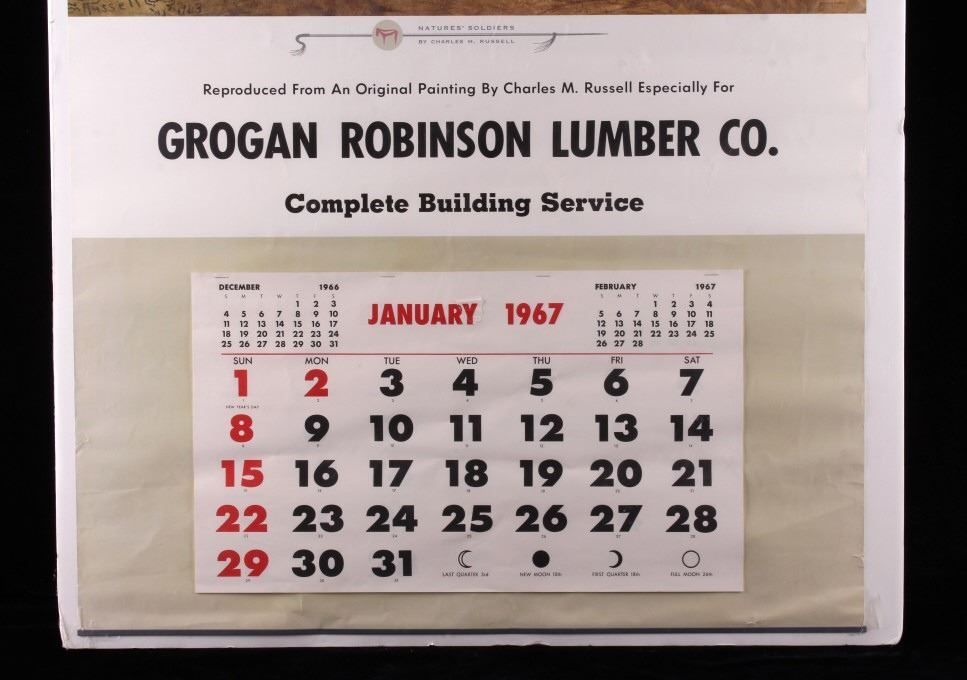 Russell
NATURES' SOLDIERS
BY CHARLES M. RUSSELL
Reproduced From An Original Painting By Charles M. Russell Especially For
GROGAN ROBINSON LUMBER CO.
Complete Building Service
DECEMBER 1966
S M T W T F S
1 2 3
4 5 6 7 8 9 10
11 12 13 14 15 16 17
18 19 20 21 22 23 24
25 26 27 28 29 30 31
JANUARY 1967
FEBRUARY 1967
S M T W T F S
1 2 3 4
5 6 7 8 9 10 11
12 13 14 15 16 17 18
19 20 21 22 23 24 25
26 27 28
SUN MON TUE WED THU FRI SAT
1 2 3 4 5 6 7
NEW YEAR'S DAY
8 9 10 11 12 13 14
15 16 17 18 19 20 21
22 23 24 25 26 27 28
29 30 31
LAST QUARTER 3rd NEW MOON 10th FIRST QUARTER 18th FULL MOON 26th